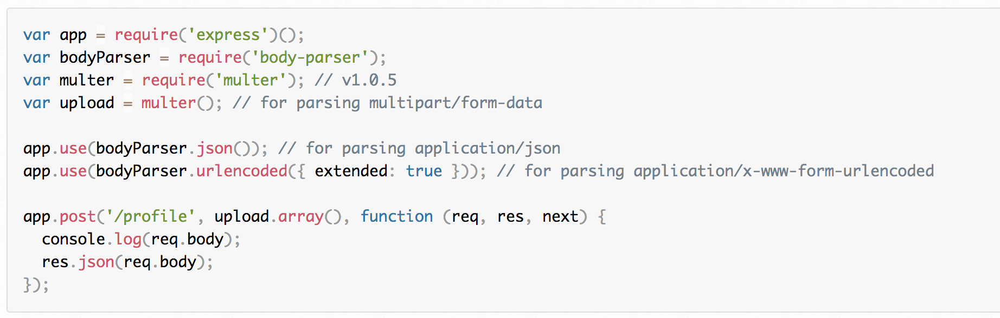 var app = require('express')();
var bodyParser = require('body-parser');
var multer = require('multer'); // v1.0.5
var upload = multer(); // for parsing multipart/form-data

app.use(bodyParser.json()); // for parsing application/json
app.use(bodyParser.urlencoded({ extended: true })); // for parsing application/x-www-form-urlencoded

app.post('/profile', upload.array(), function (req, res, next) {
  console.log(req.body);
  res.json(req.body);
});